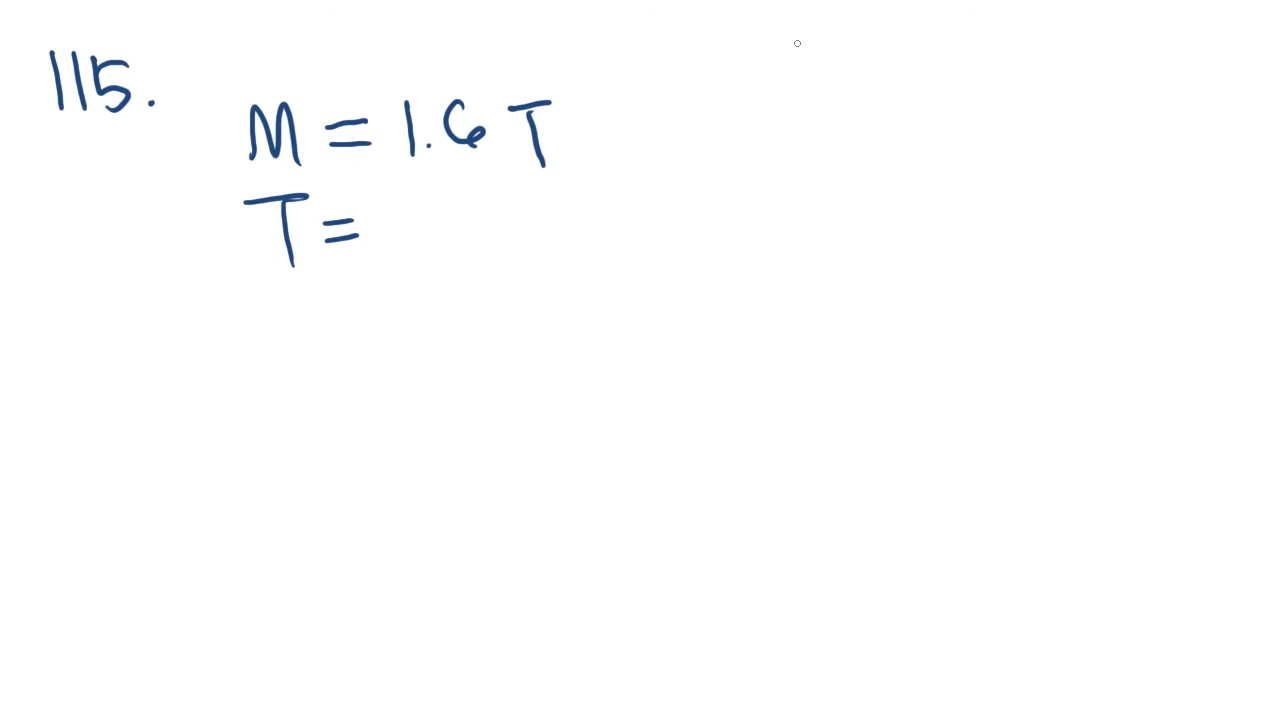 115.
M = 1.6 T
T =